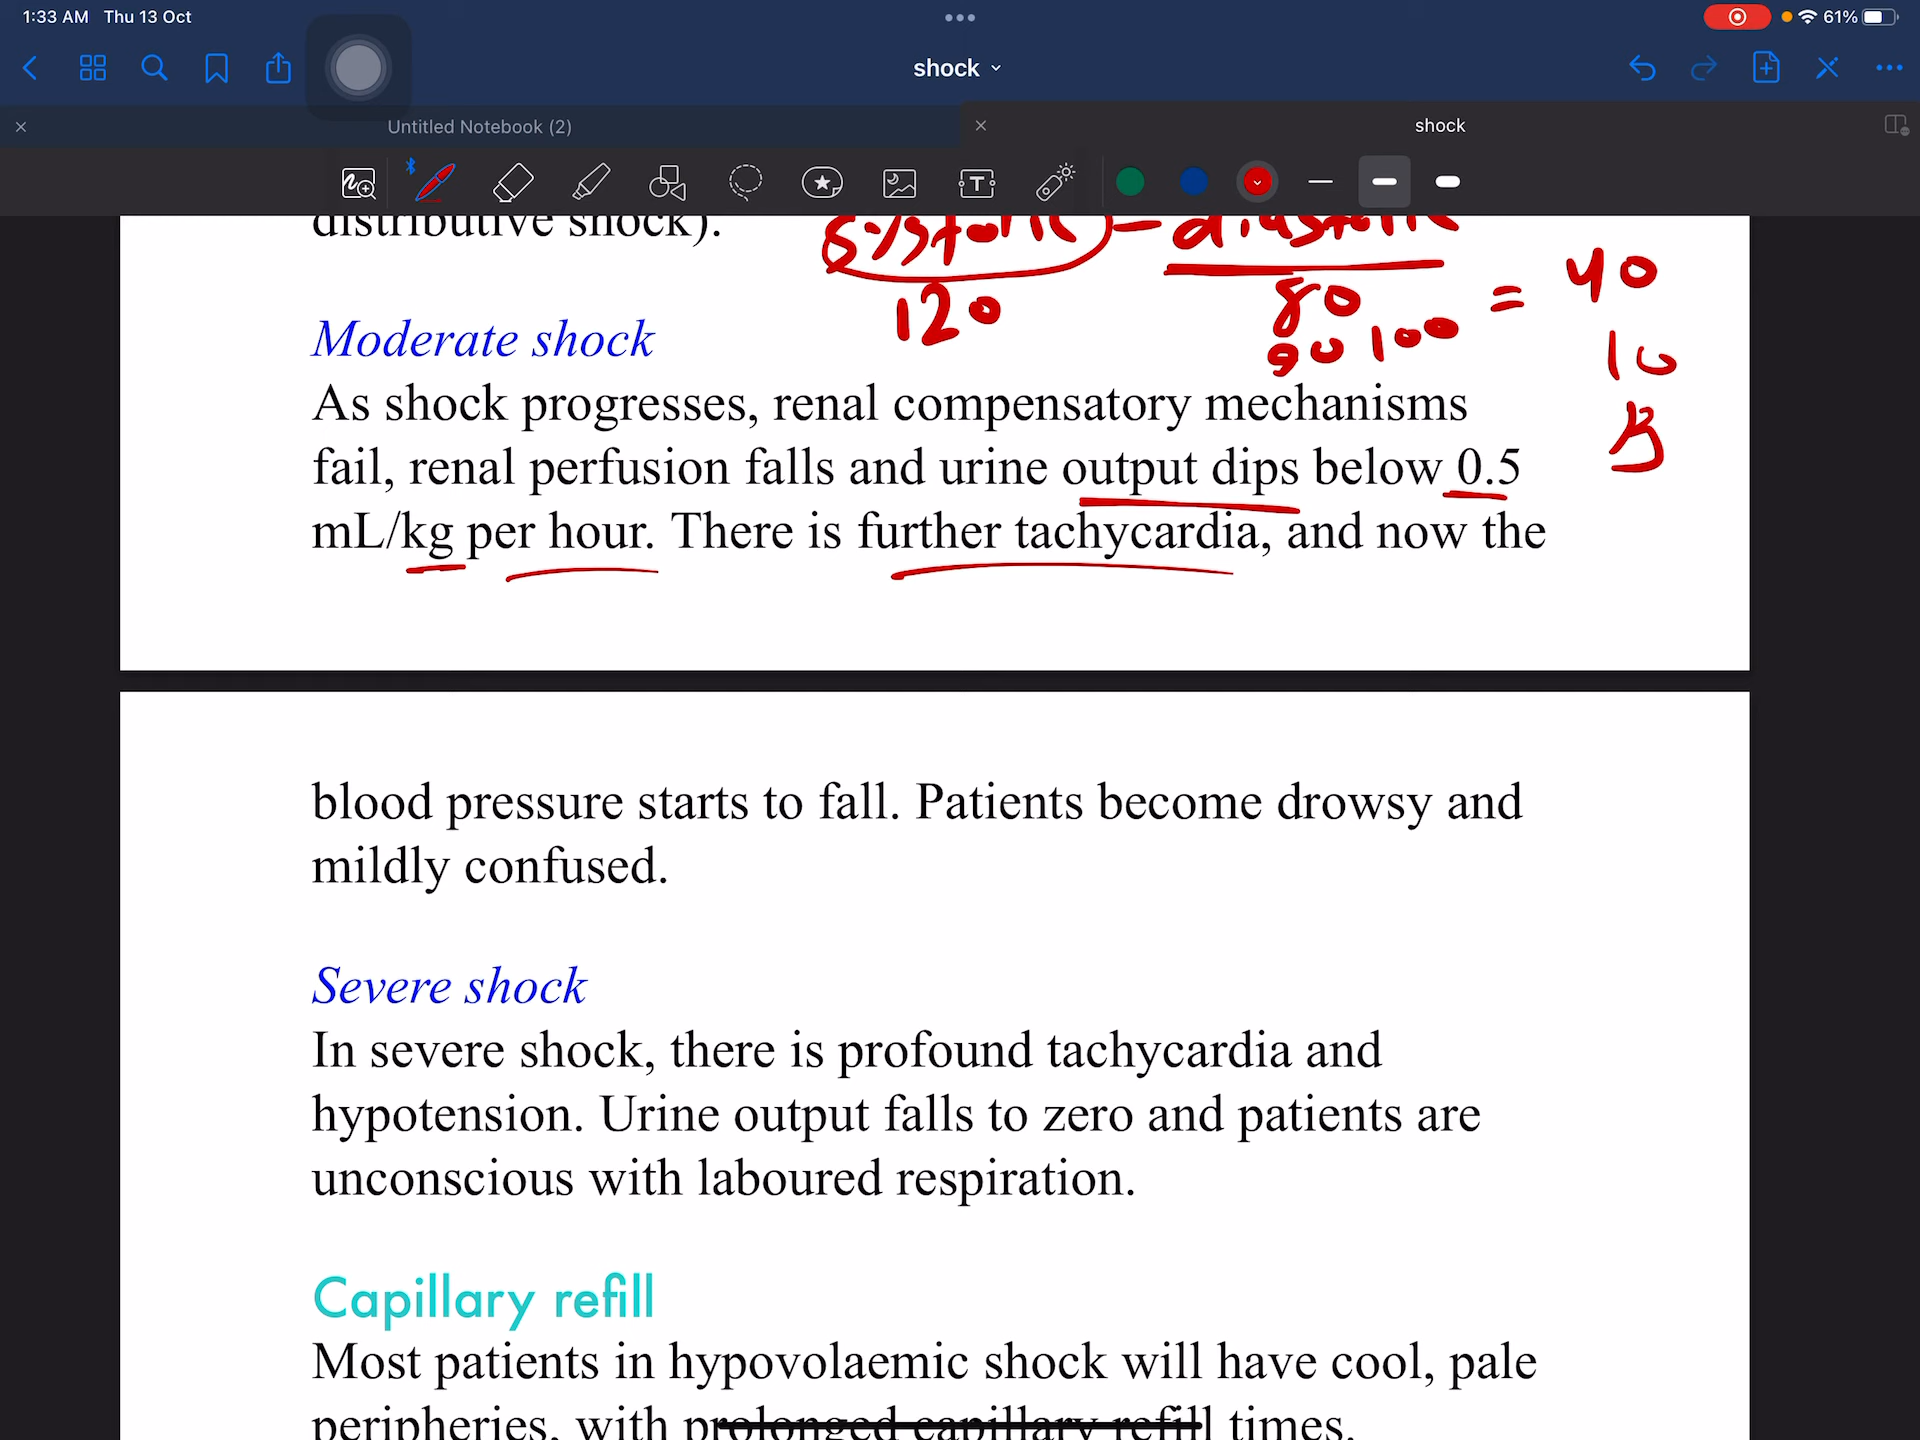 1:33 AM Thu 13 Oct
61%
shock
Untitled Notebook (2)
shock
distributive shock).
systolic - diastolic
120
80
= 40
90 100
10
Moderate shock
As shock progresses, renal compensatory mechanisms
fail, renal perfusion falls and urine output dips below 0.5
mL/kg per hour. There is further tachycardia, and now the
blood pressure starts to fall. Patients become drowsy and
mildly confused.
Severe shock
In severe shock, there is profound tachycardia and
hypotension. Urine output falls to zero and patients are
unconscious with laboured respiration.
Capillary refill
Most patients in hypovolaemic shock will have cool, pale
peripheries, with prolonged capillary refill times.